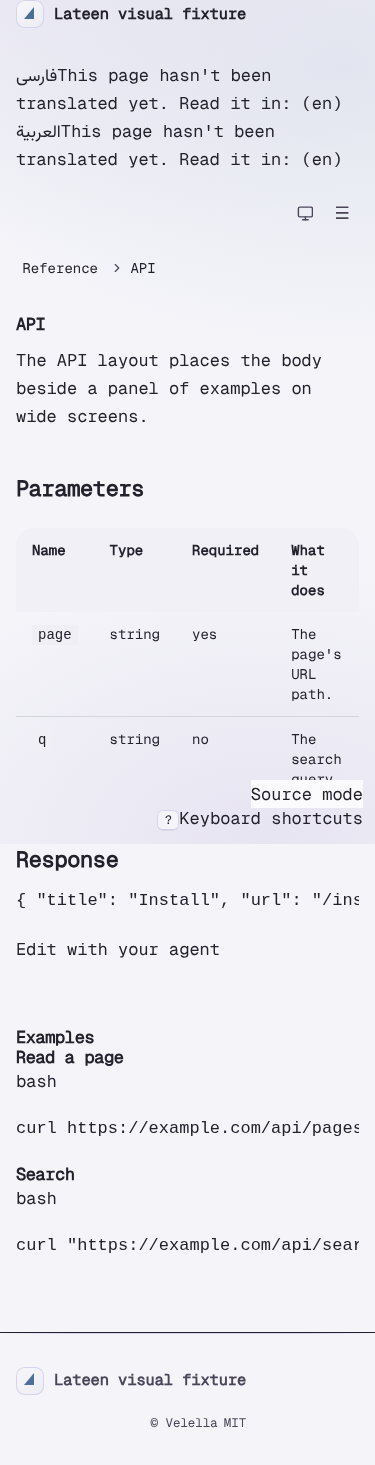 Lateen visual fixture
فارسیThis page hasn't been
translated yet. Read it in: (en)
العربيةThis page hasn't been
translated yet. Read it in: (en)
Reference > API
API
The API layout places the body
beside a panel of examples on
wide screens.
Parameters
Name Type Required What
it
does
page string yes The
page's
URL
path.
q string no The
search
query
Source mode
? Keyboard shortcuts
Response
{ "title": "Install", "url": "/ins
Edit with your agent
Examples
Read a page
bash
curl https://example.com/api/pages
Search
bash
curl "https://example.com/api/sear
Lateen visual fixture
© Velella MIT